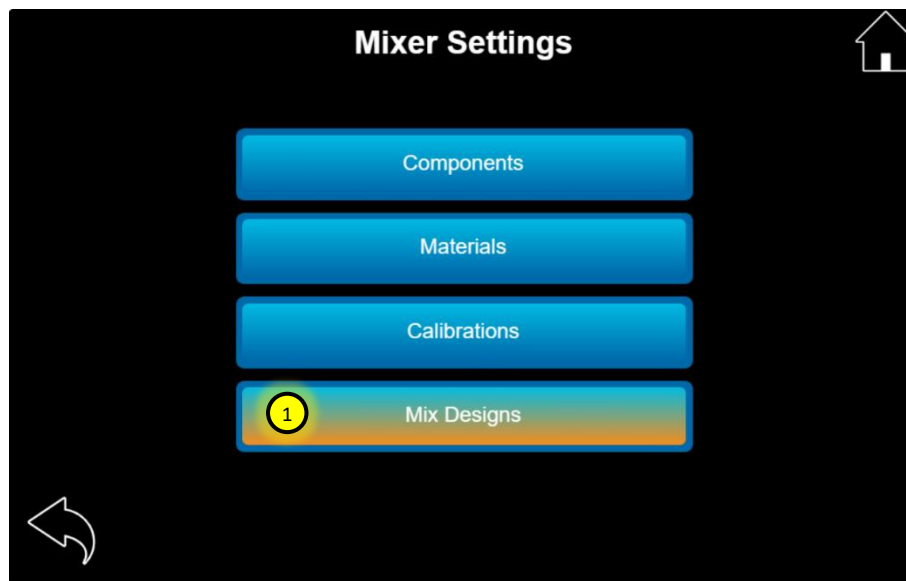 Mixer Settings
Components
Materials
Calibrations
1
Mix Designs